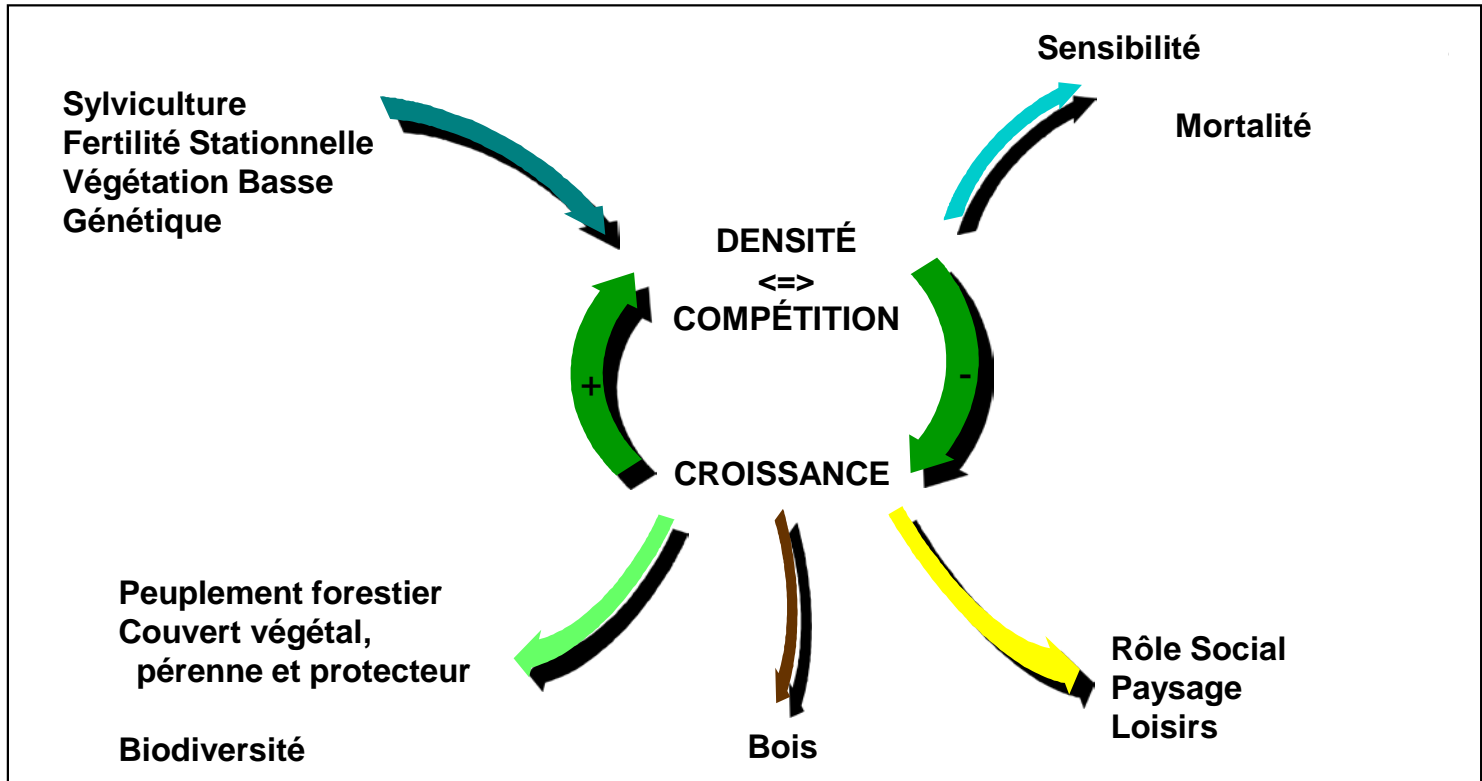 Sensibilité
Mortalité
Sylviculture
Fertilité Stationnelle
Végétation Basse
Génétique
DENSITÉ
<=>
COMPÉTITION
+
-
CROISSANCE
Peuplement forestier
Couvert végétal,
pérenne et protecteur
Biodiversité
Bois
Rôle Social
Paysage
Loisirs